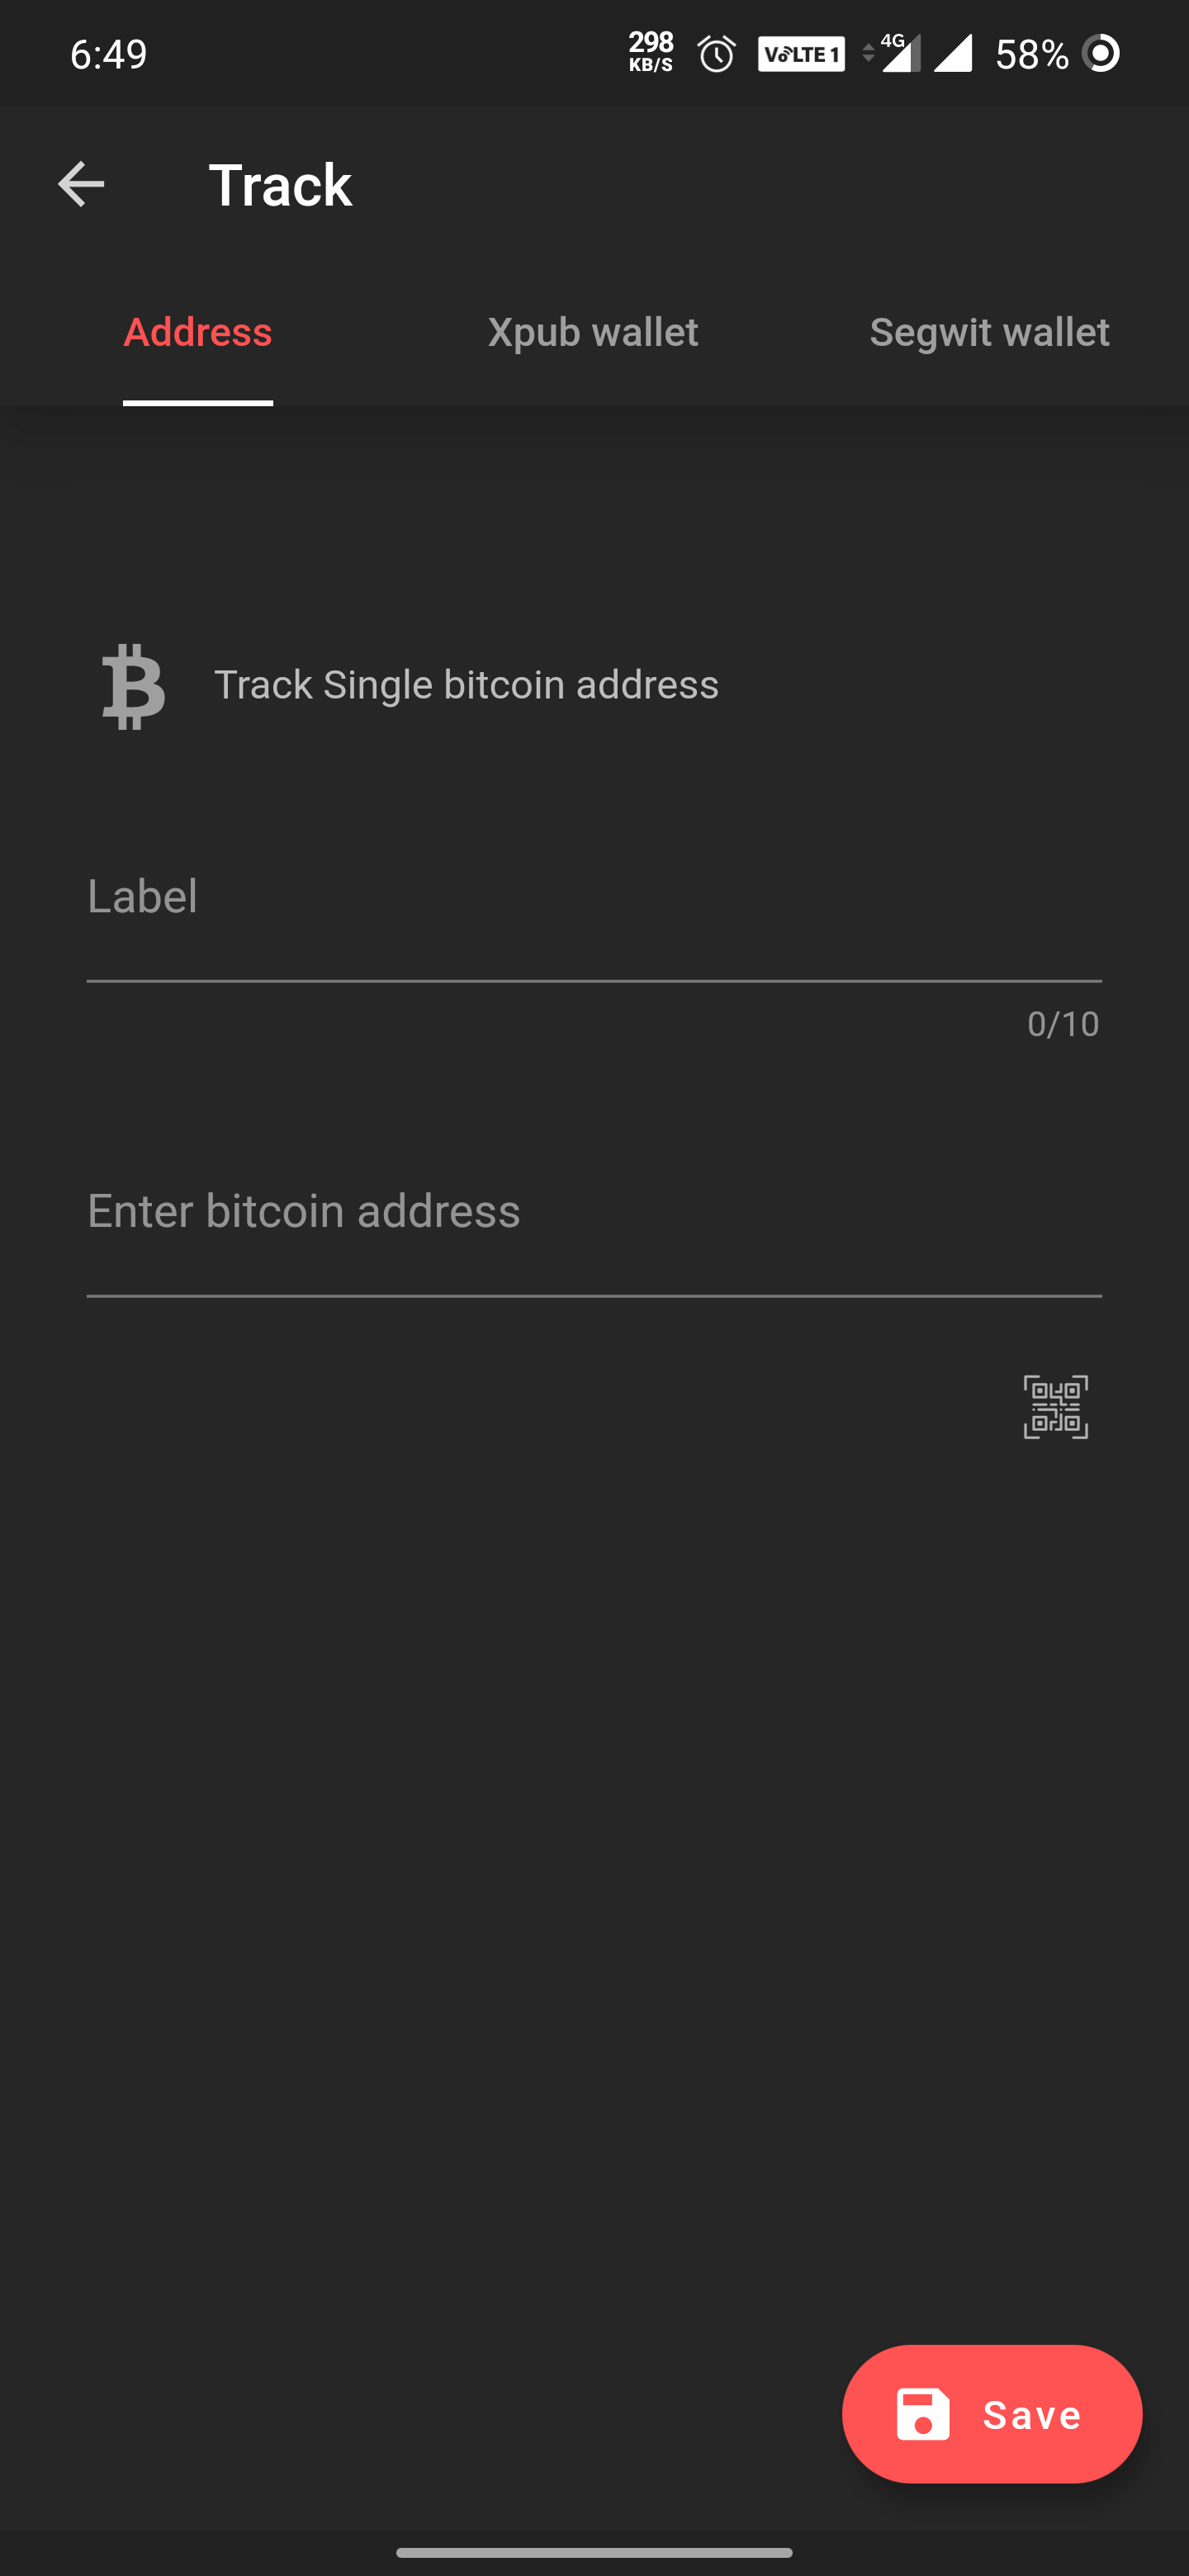 6:49 298 KB/S VoLTE 1 4G 58%
Track
Address Xpub wallet Segwit wallet
Track Single bitcoin address
Label
0/10
Enter bitcoin address
Save